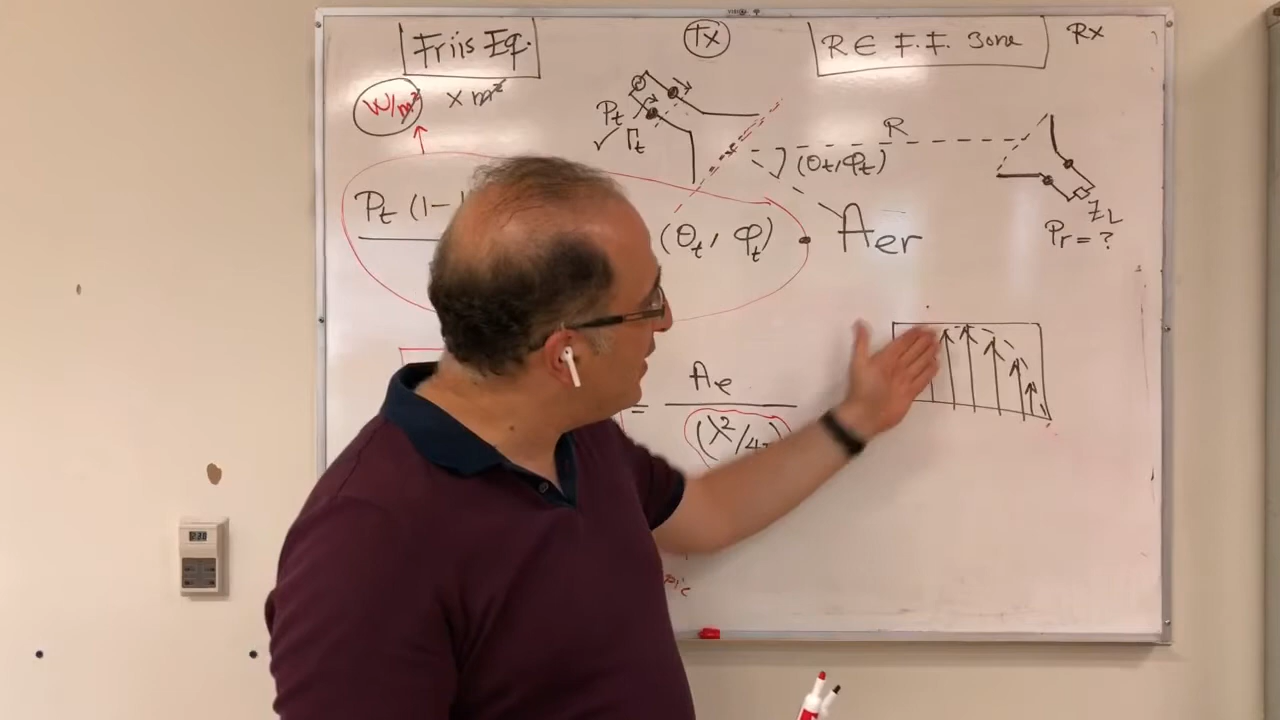 Friis Eq.
Tx
R ∈ F.F. Zone
Rx
W/m² × m²
Pt
Γt
R
(θt, φt)
ZL
Pr = ?
Pt (1-
(θt, φt) · Aer
= Ae
(λ²/4π